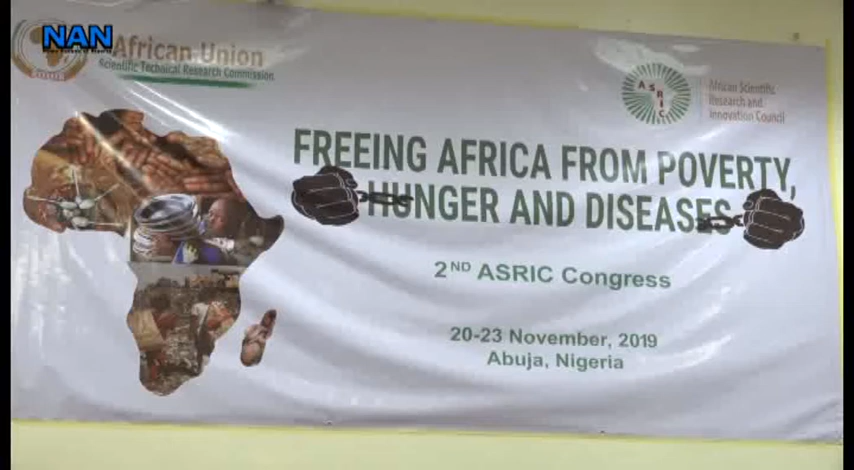 NAN
African Union
Scientific Technical Research Commission
ASRIC
African Scientific
Research and
Innovation Council
FREEING AFRICA FROM POVERTY,
HUNGER AND DISEASES
2ND ASRIC Congress
20-23 November, 2019
Abuja, Nigeria